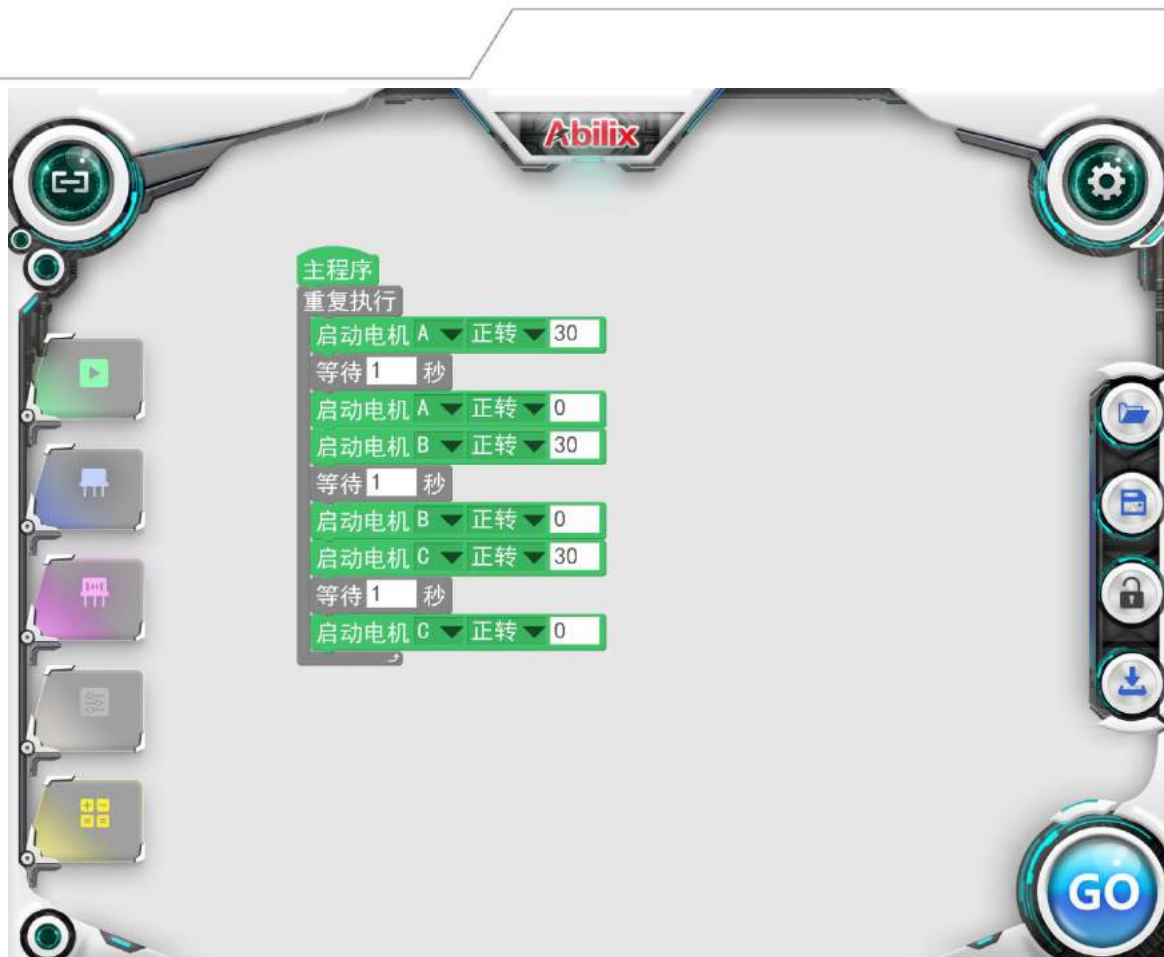 Abilix
主程序
重复执行
启动电机 A 正转 30
等待 1 秒
启动电机 A 正转 0
启动电机 B 正转 30
等待 1 秒
启动电机 B 正转 0
启动电机 C 正转 30
等待 1 秒
启动电机 C 正转 0
GO